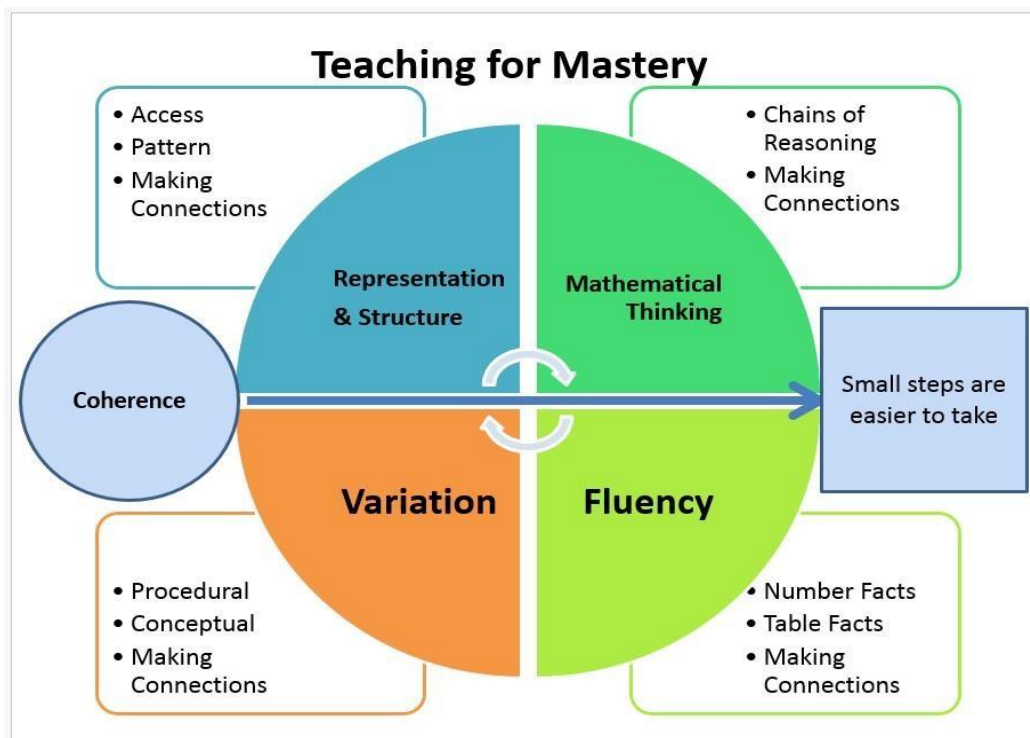 Teaching for Mastery
• Access
• Pattern
• Making
Connections
• Chains of
Reasoning
• Making
Connections
Representation
& Structure
Mathematical
Thinking
Coherence
Small steps are
easier to take
Variation
Fluency
• Procedural
• Conceptual
• Making
Connections
• Number Facts
• Table Facts
• Making
Connections